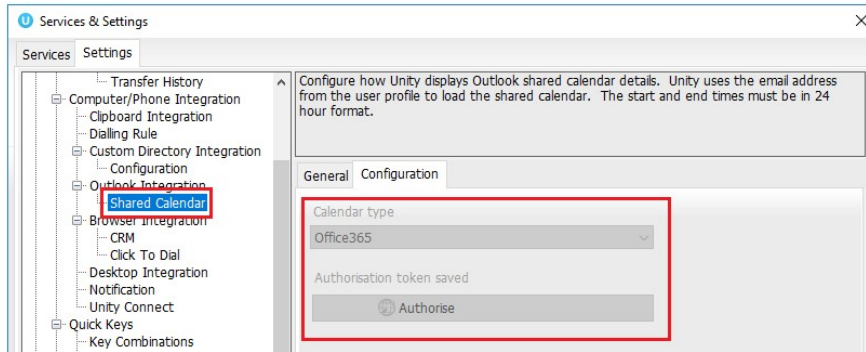 Services & Settings
Services
Settings
Transfer History
Computer/Phone Integration
Clipboard Integration
Dialling Rule
Custom Directory Integration
Configuration
Outlook Integration
Shared Calendar
Browser Integration
CRM
Click To Dial
Desktop Integration
Notification
Unity Connect
Quick Keys
Key Combinations
Configure how Unity displays Outlook shared calendar details. Unity uses the email address
from the user profile to load the shared calendar. The start and end times must be in 24
hour format.
General
Configuration
Calendar type
Office365
Authorisation token saved
Authorise